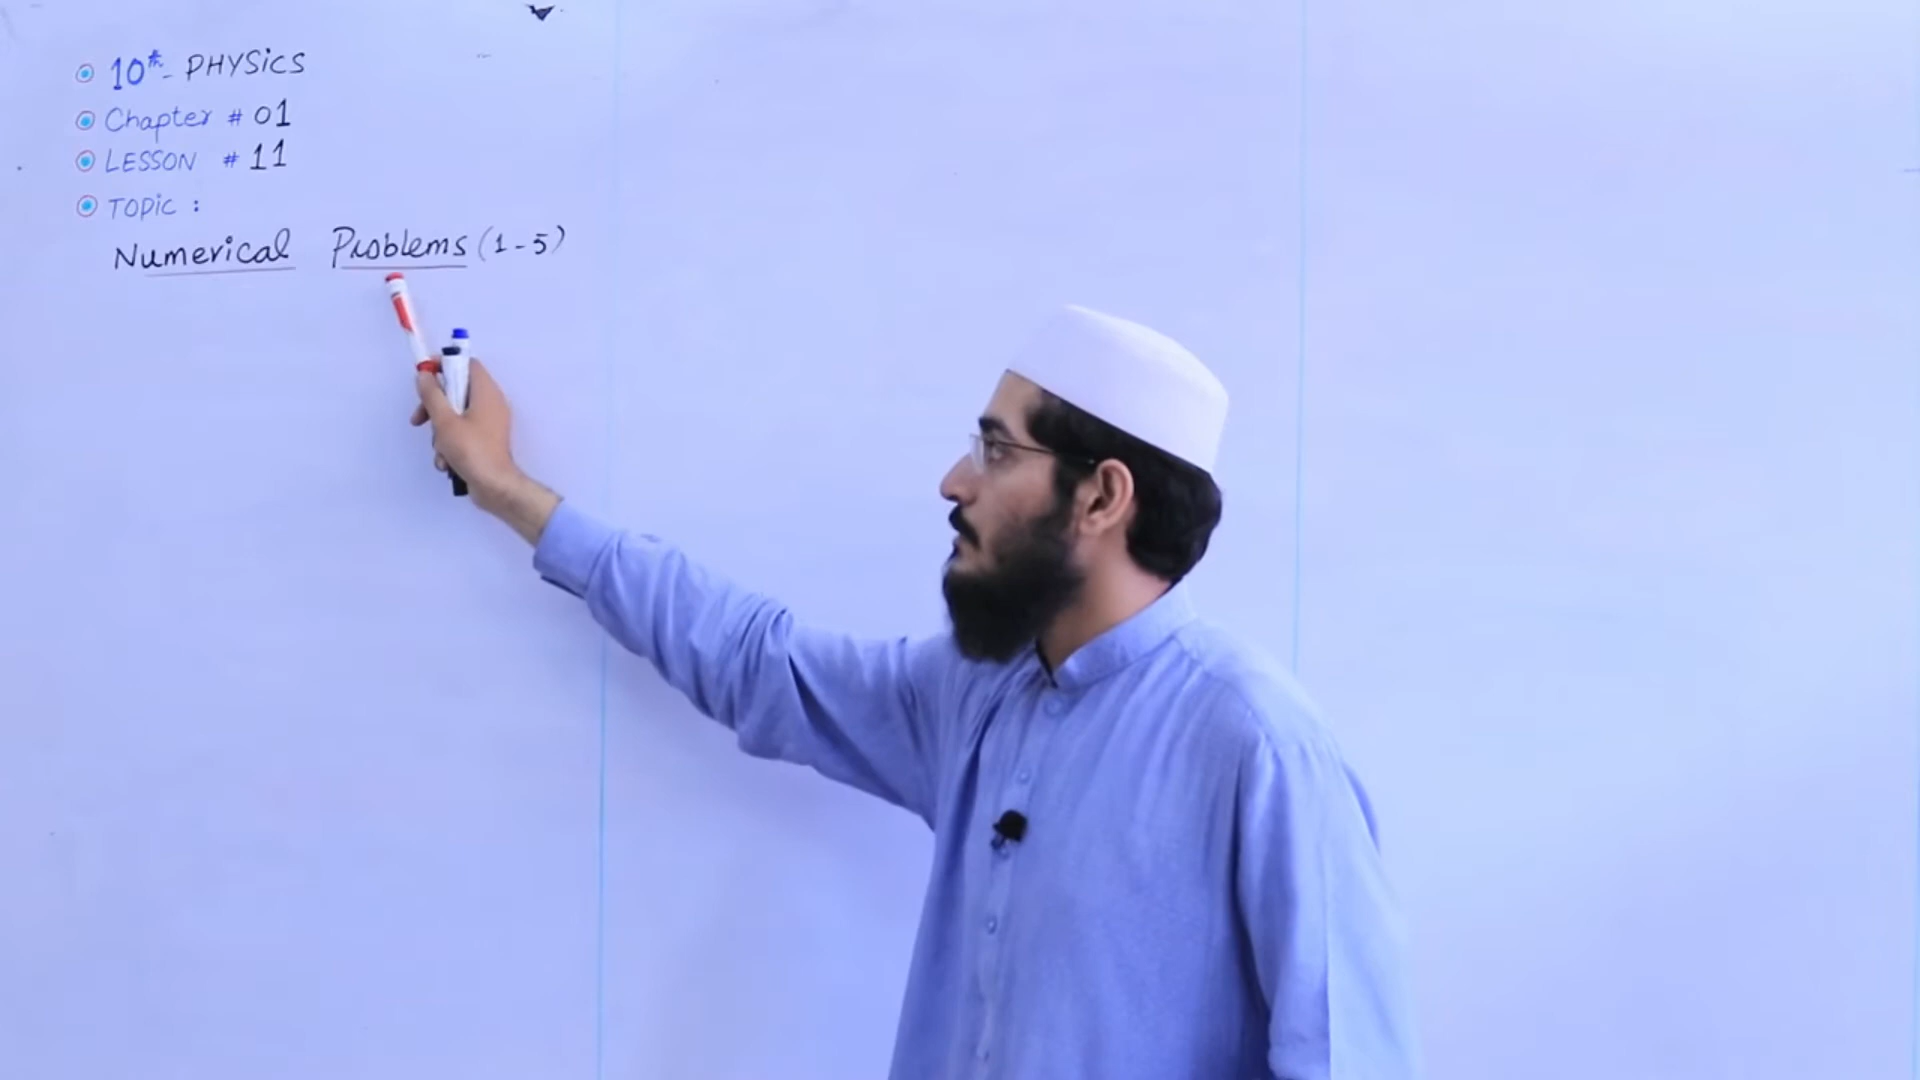 10th - PHYSICS
Chapter # 01
LESSON # 11
TOPIC :
Numerical Problems (1-5)